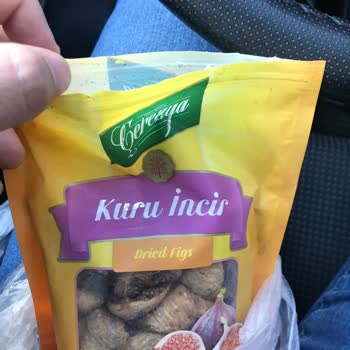 Çerezya
Kuru İncir
Dried Figs